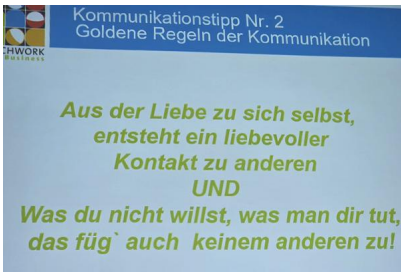 Kommunikationstipp Nr. 2
Goldene Regeln der Kommunikation
CHWORK
Business
Aus der Liebe zu sich selbst,
entsteht ein liebevoller
Kontakt zu anderen
UND
Was du nicht willst, was man dir tut,
das füg` auch keinem anderen zu!